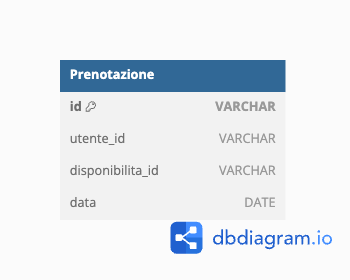 Prenotazione
id VARCHAR
utente_id VARCHAR
disponibilita_id VARCHAR
data DATE
dbdiagram.io